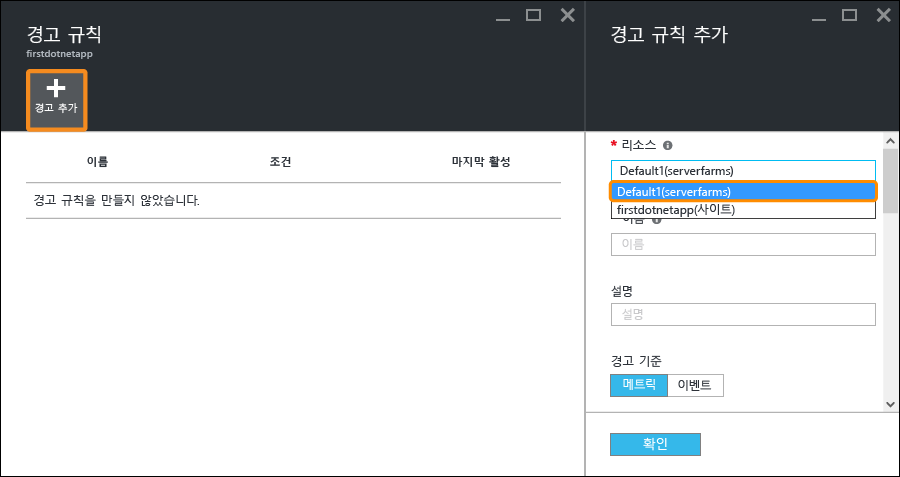 경고 규칙
firstdotnetapp
경고 추가
이름 조건 마지막 활성
경고 규칙을 만들지 않았습니다.
경고 규칙 추가
* 리소스
Default1(serverfarms)
Default1(serverfarms)
firstdotnetapp(사이트)
이름
이름
설명
설명
경고 기준
메트릭 이벤트
확인